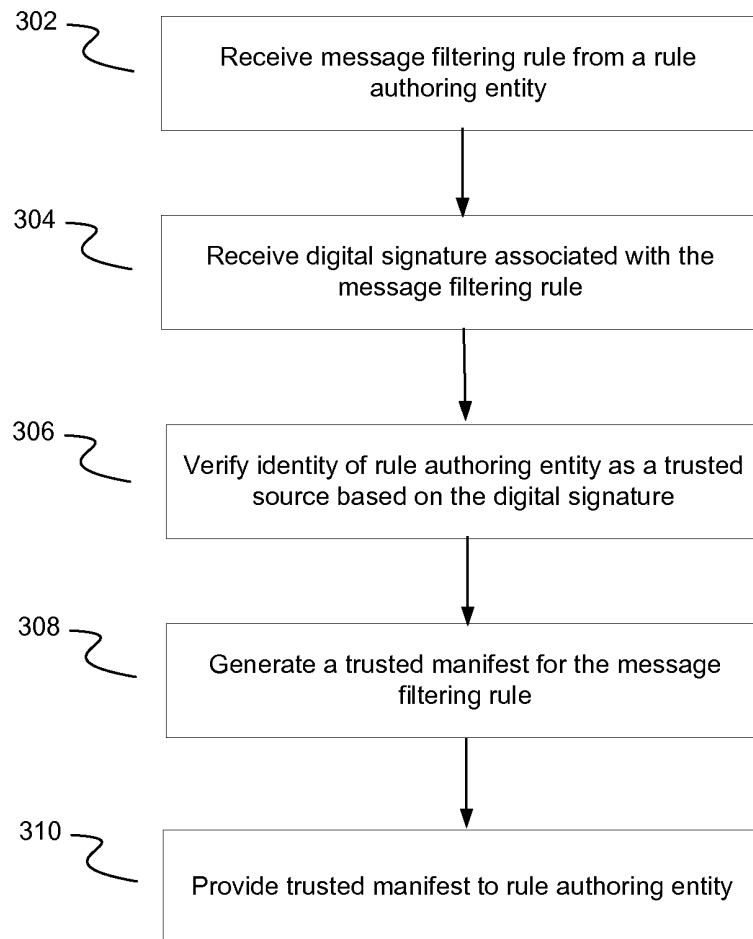 302
Receive message filtering rule from a rule
authoring entity
304
Receive digital signature associated with the
message filtering rule
306
Verify identity of rule authoring entity as a trusted
source based on the digital signature
308
Generate a trusted manifest for the message
filtering rule
310
Provide trusted manifest to rule authoring entity